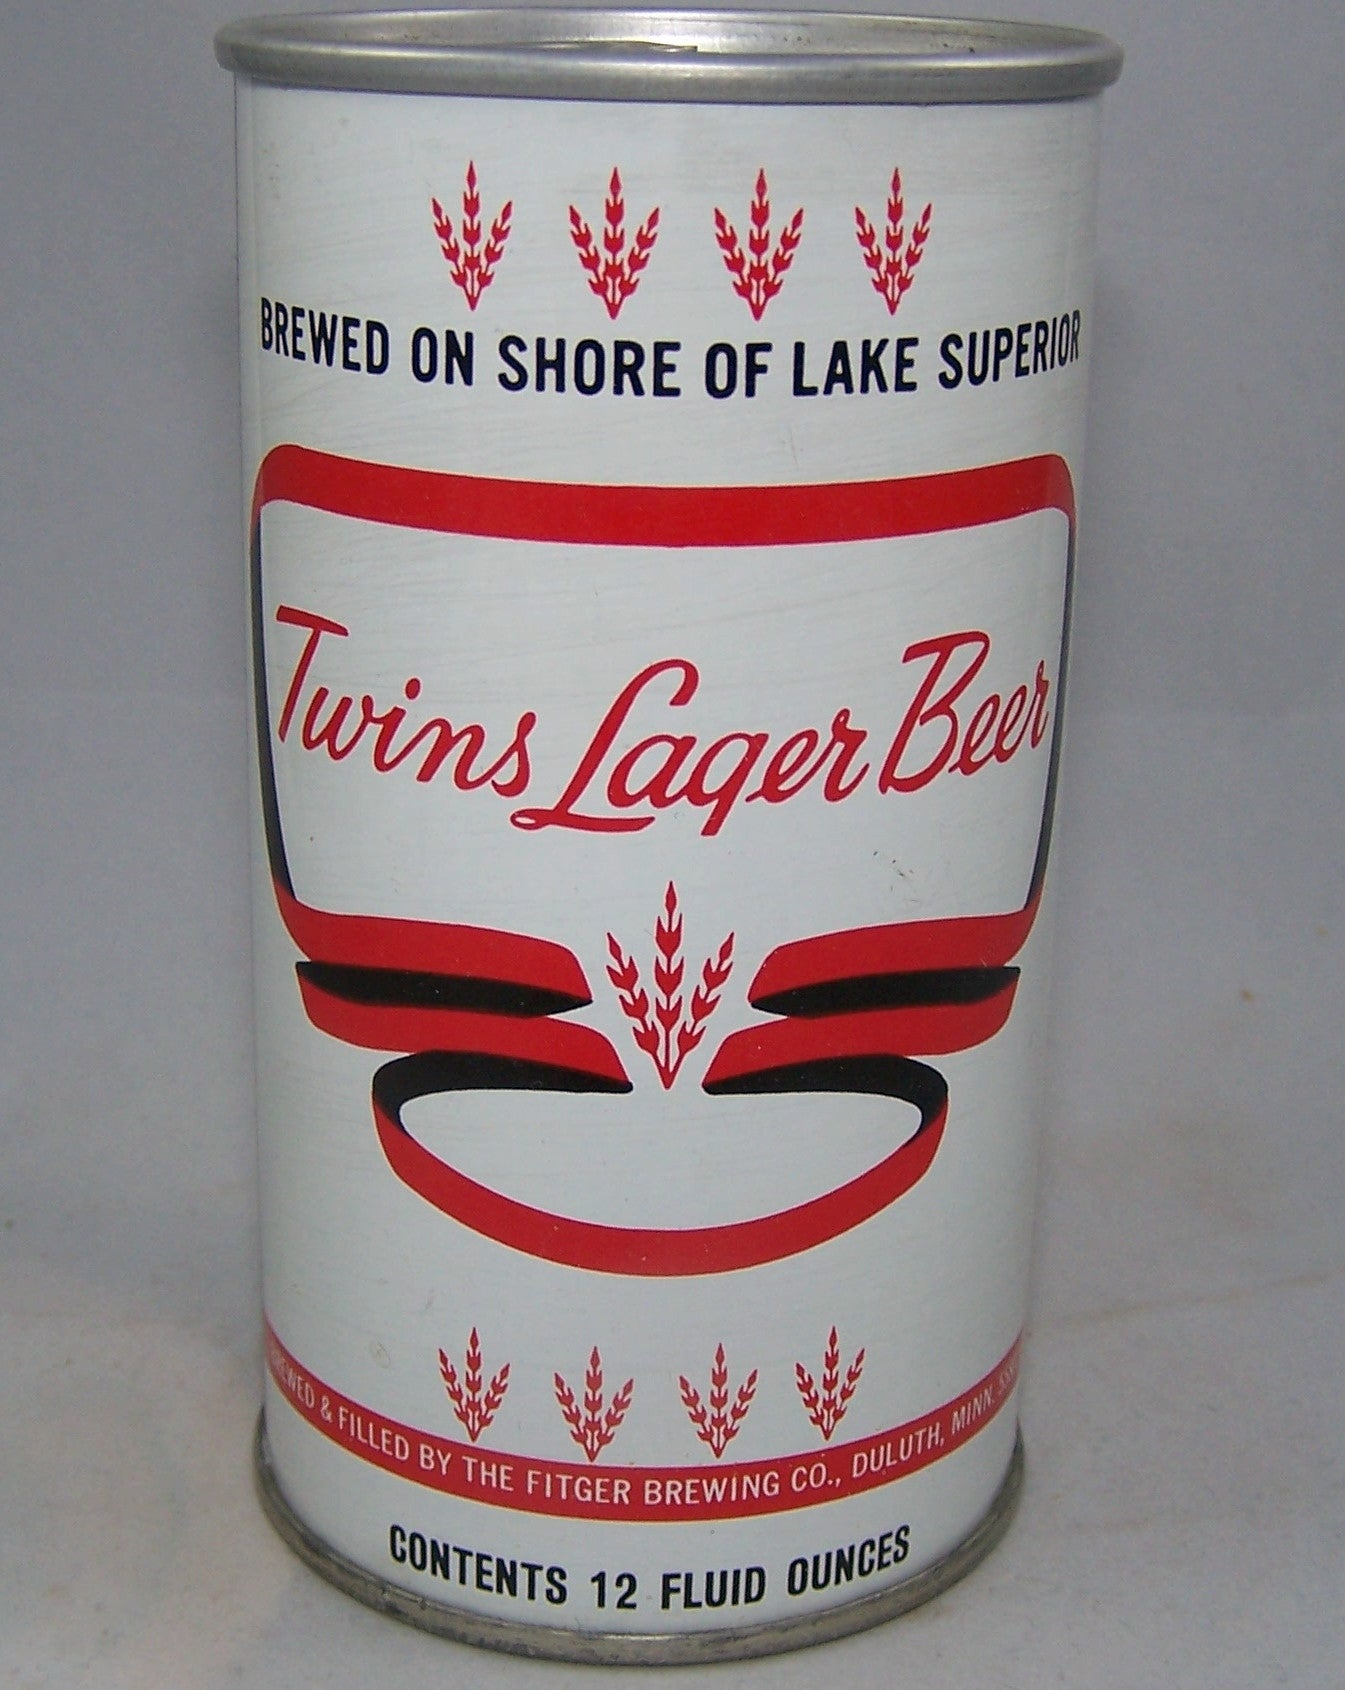 BREWED ON SHORE OF LAKE SUPERIOR
Twins Lager Beer
BREWED & FILLED BY THE FITGER BREWING CO., DULUTH, MINN.
CONTENTS 12 FLUID OUNCES